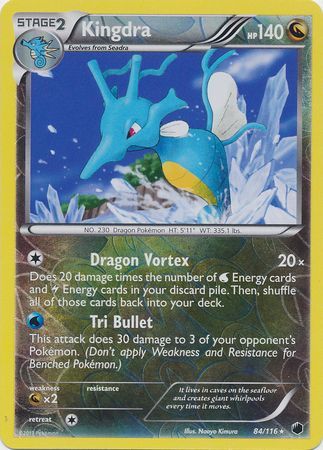 STAGE2 Kingdra HP140
Evolves from Seadra
NO. 230 Dragon Pokémon HT: 5'11" WT: 335.1 lbs.
Dragon Vortex 20×
Does 20 damage times the number of Energy cards
and Energy cards in your discard pile. Then, shuffle
all of those cards back into your deck.
Tri Bullet
This attack does 30 damage to 3 of your opponent's
Pokémon. (Don't apply Weakness and Resistance for
Benched Pokémon.)
weakness resistance
×2
It lives in caves on the seafloor
and creates giant whirlpools
every time it moves.
retreat
Illus. Naoyo Kimura 84/116★